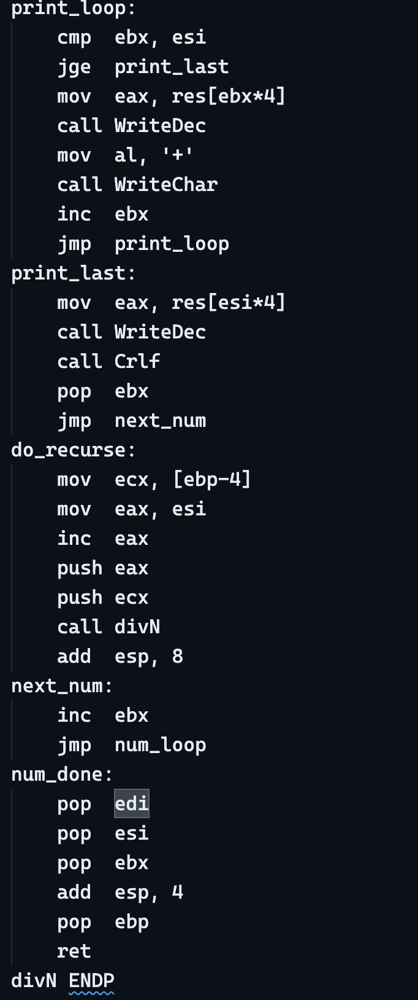 print_loop:
    cmp  ebx, esi
    jge  print_last
    mov  eax, res[ebx*4]
    call WriteDec
    mov  al, '+'
    call WriteChar
    inc  ebx
    jmp  print_loop
print_last:
    mov  eax, res[esi*4]
    call WriteDec
    call Crlf
    pop  ebx
    jmp  next_num
do_recurse:
    mov  ecx, [ebp-4]
    mov  eax, esi
    inc  eax
    push eax
    push ecx
    call divN
    add  esp, 8
next_num:
    inc  ebx
    jmp  num_loop
num_done:
    pop  edi
    pop  esi
    pop  ebx
    add  esp, 4
    pop  ebp
    ret
divN ENDP